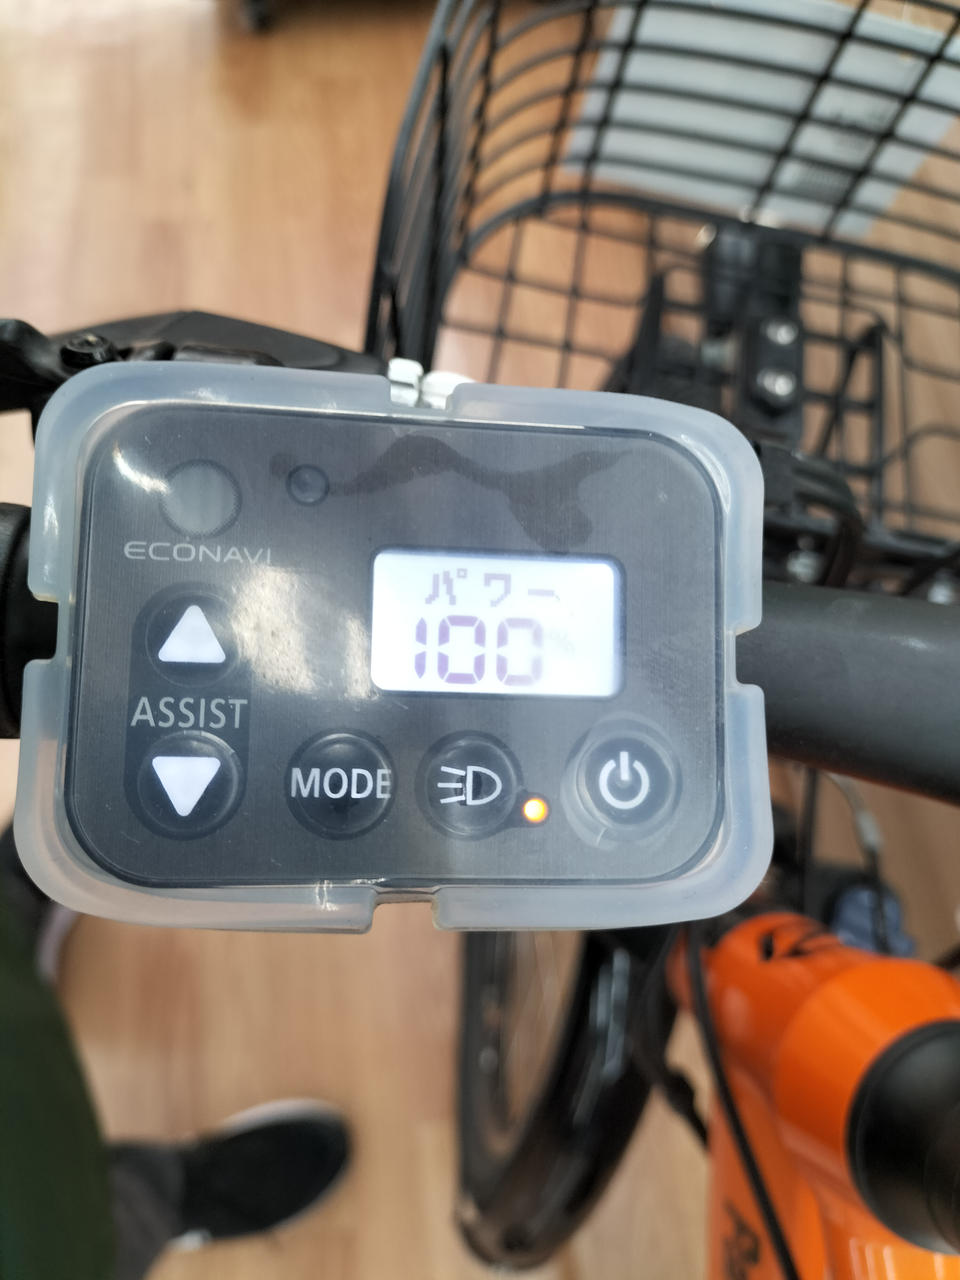 ECONAVI
パワー
100
ASSIST
MODE